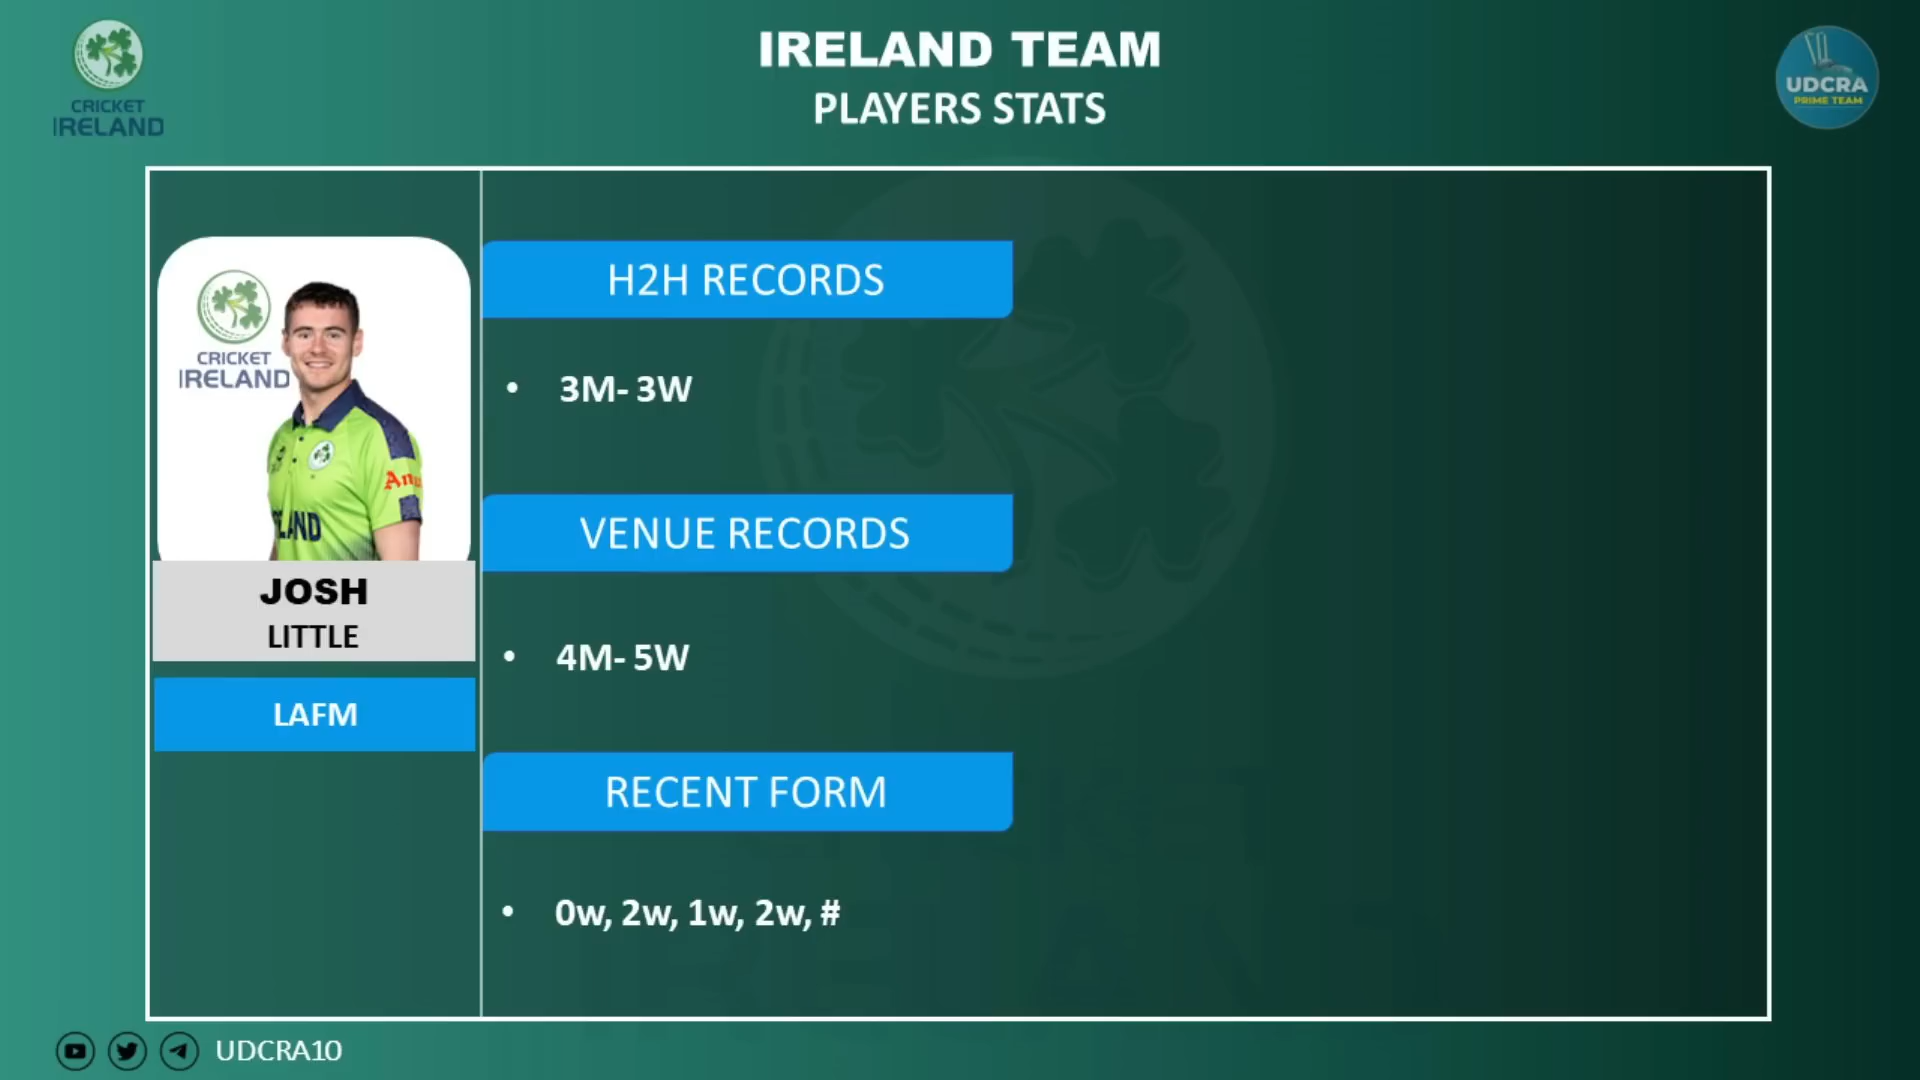 CRICKET
IRELAND
IRELAND TEAM
PLAYERS STATS
UDCRA
PRIME TEAM
CRICKET
IRELAND
JOSH
LITTLE
LAFM
H2H RECORDS
• 3M- 3W
VENUE RECORDS
• 4M- 5W
RECENT FORM
• 0w, 2w, 1w, 2w, #
UDCRA10